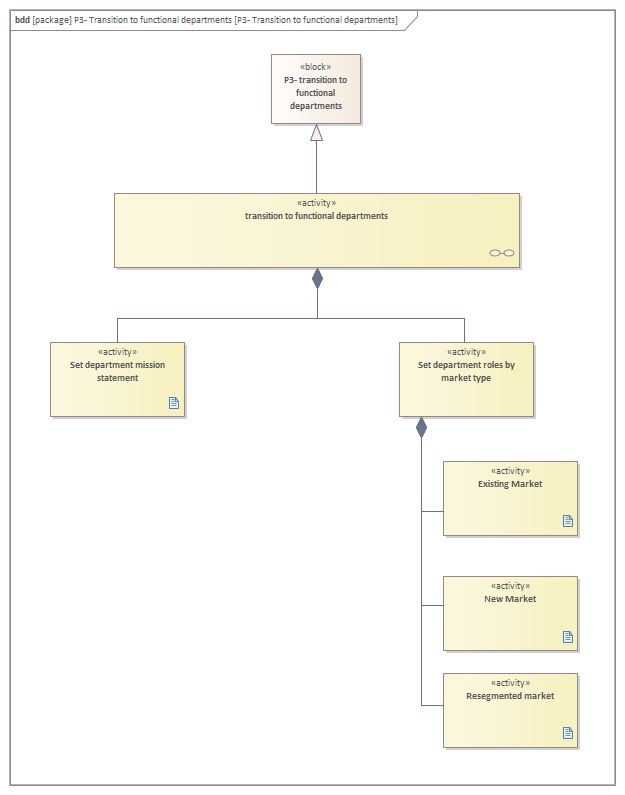 bdd [package] P3- Transition to functional departments [P3- Transition to functional departments]
«block»
P3- transition to
functional
departments
«activity»
transition to functional departments
«activity»
Set department mission
statement
«activity»
Set department roles by
market type
«activity»
Existing Market
«activity»
New Market
«activity»
Resegmented market